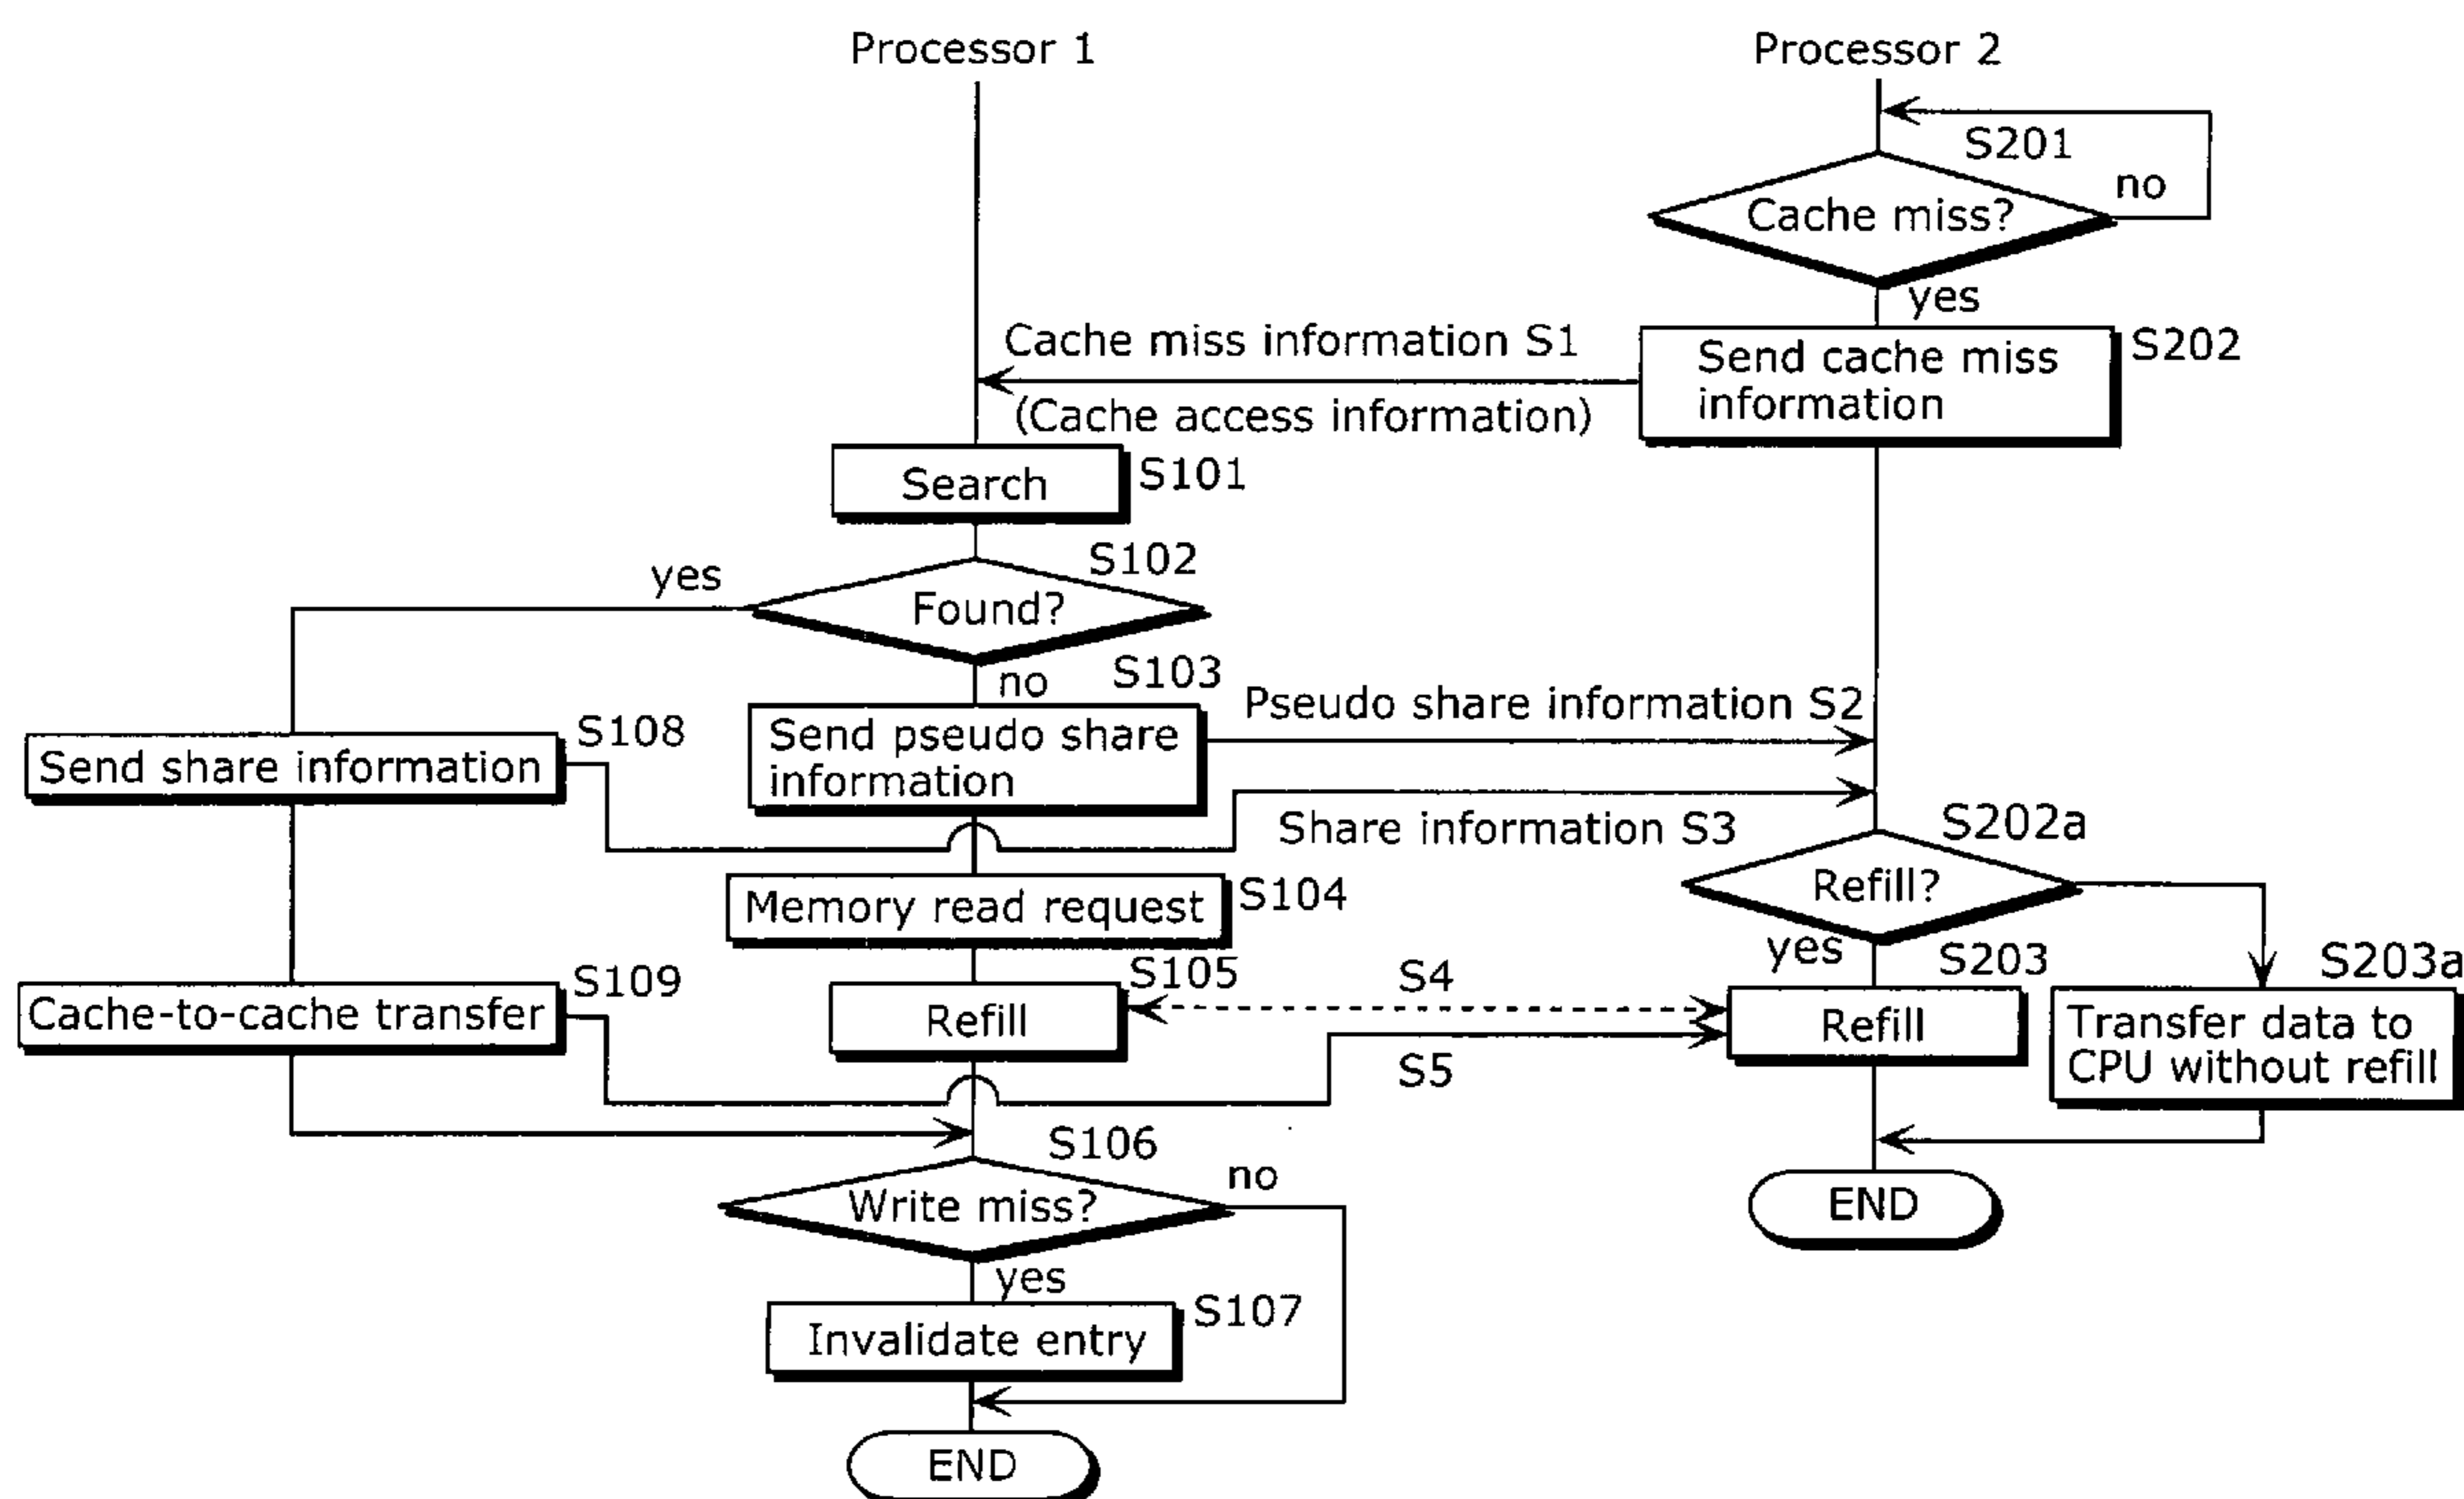 Processor 1
Processor 2
S201
no
Cache miss?
yes
Cache miss information S1
(Cache access information)
Send cache miss
information
S202
Search
S101
S102
yes
Found?
no
S103
Send share information
S108
Send pseudo share
information
Pseudo share information S2
Share information S3
S202a
Refill?
Memory read request
S104
yes
S203
S203a
Cache-to-cache transfer
S109
Refill
S105
S4
S5
Refill
Transfer data to
CPU without refill
S106
Write miss?
no
yes
END
Invalidate entry
S107
END